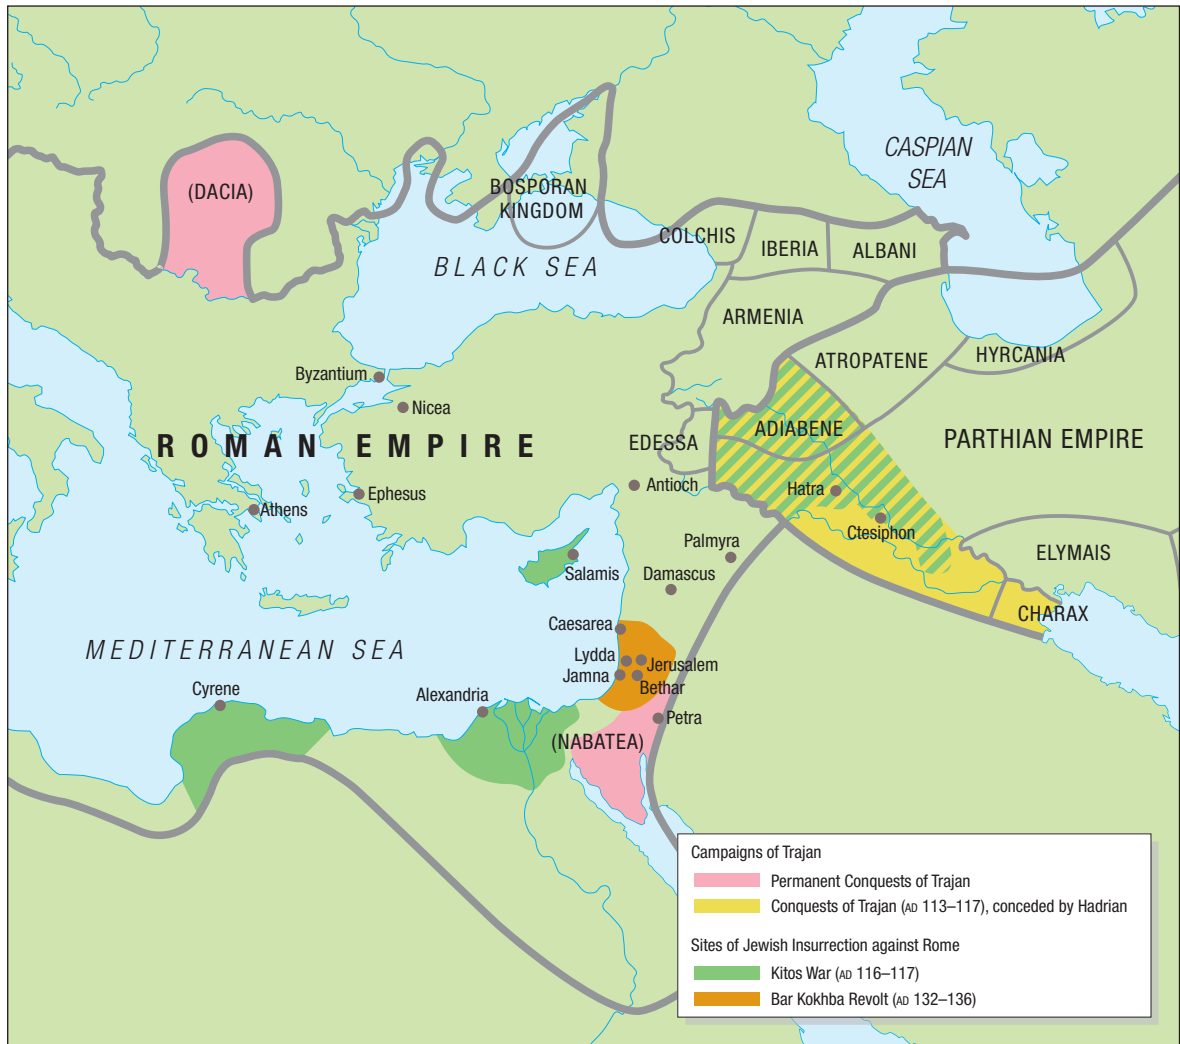 CASPIAN
SEA
(DACIA)
BOSPORAN
KINGDOM
COLCHIS
IBERIA
ALBANI
BLACK SEA
ARMENIA
ATROPATENE
HYRCANIA
Byzantium
Nicea
ROMAN EMPIRE
EDESSA
ADIABENE
PARTHIAN EMPIRE
Ephesus
Athens
Antioch
Hatra
Ctesiphon
Palmyra
ELYMAIS
Salamis
Damascus
CHARAX
Caesarea
MEDITERRANEAN SEA
Lydda
Jerusalem
Jamna
Bethar
Cyrene
Alexandria
Petra
(NABATEA)
Campaigns of Trajan
Permanent Conquests of Trajan
Conquests of Trajan (AD 113–117), conceded by Hadrian
Sites of Jewish Insurrection against Rome
Kitos War (AD 116–117)
Bar Kokhba Revolt (AD 132–136)